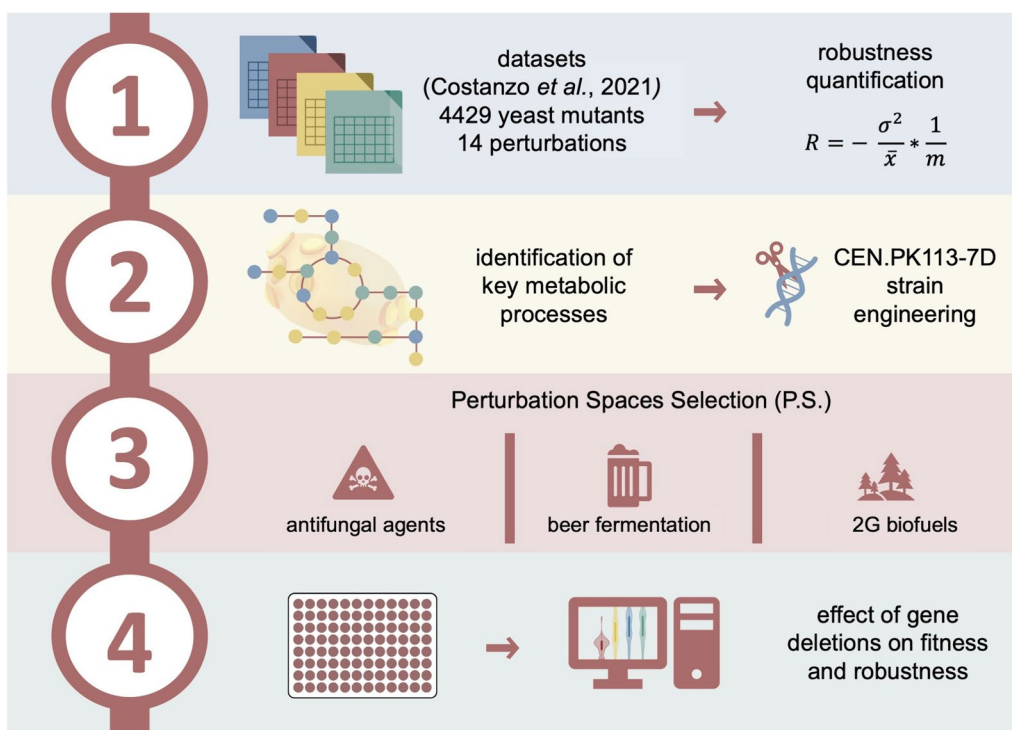 1
datasets
(Costanzo et al., 2021)
4429 yeast mutants
14 perturbations
robustness
quantification
R = − σ²/x̄ * 1/m
2
identification of
key metabolic
processes
CEN.PK113-7D
strain
engineering
3
Perturbation Spaces Selection (P.S.)
antifungal agents
beer fermentation
2G biofuels
4
effect of gene
deletions on fitness
and robustness